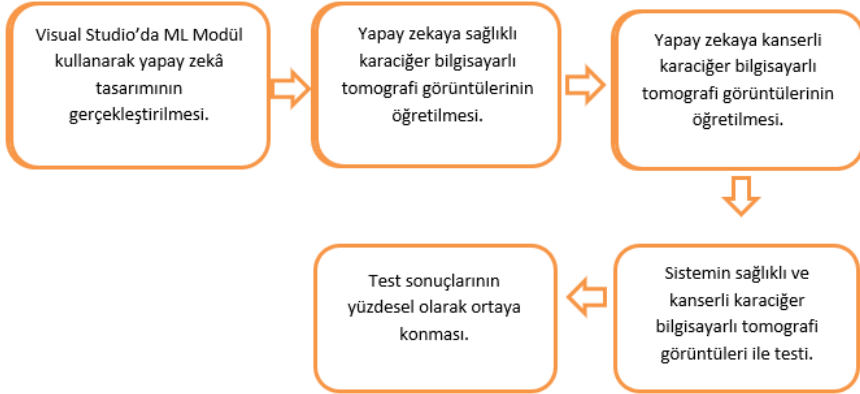 Visual Studio’da ML Modül
kullanarak yapay zekâ
tasarımının
gerçekleştirilmesi.
Yapay zekaya sağlıklı
karaciğer bilgisayarlı
tomografi görüntülerinin
öğretilmesi.
Yapay zekaya kanserli
karaciğer bilgisayarlı
tomografi görüntülerinin
öğretilmesi.
Sistemin sağlıklı ve
kanserli karaciğer
bilgisayarlı tomografi
görüntüleri ile testi.
Test sonuçlarının
yüzdesel olarak ortaya
konması.